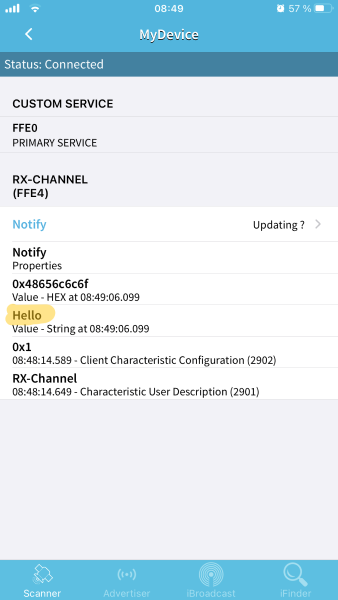 08:49
57 %
MyDevice
Status: Connected
CUSTOM SERVICE
FFE0
PRIMARY SERVICE
RX-CHANNEL
(FFE4)
Notify Updating ?
Notify
Properties
0x48656c6c6f
Value - HEX at 08:49:06.099
Hello
Value - String at 08:49:06.099
0x1
08:48:14.589 - Client Characteristic Configuration (2902)
RX-Channel
08:48:14.649 - Characteristic User Description (2901)
Scanner Advertiser iBroadcast iFinder